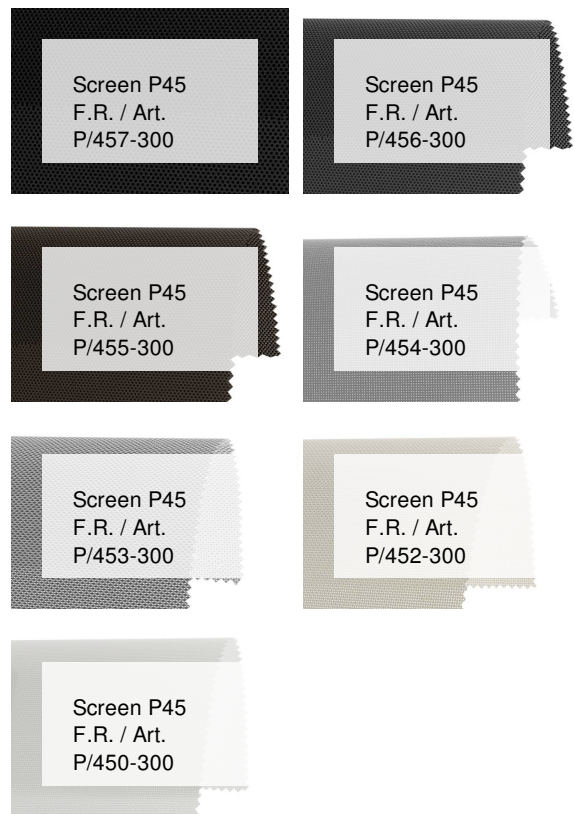 Screen P45
F.R. / Art.
P/457-300
Screen P45
F.R. / Art.
P/456-300
Screen P45
F.R. / Art.
P/455-300
Screen P45
F.R. / Art.
P/454-300
Screen P45
F.R. / Art.
P/453-300
Screen P45
F.R. / Art.
P/452-300
Screen P45
F.R. / Art.
P/450-300